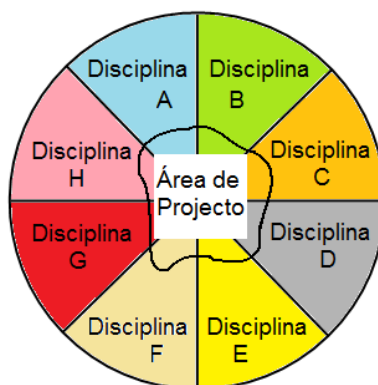 Disciplina
A
Disciplina
B
Disciplina
C
Disciplina
D
Disciplina
E
Disciplina
F
Disciplina
G
Disciplina
H
Área de
Projecto